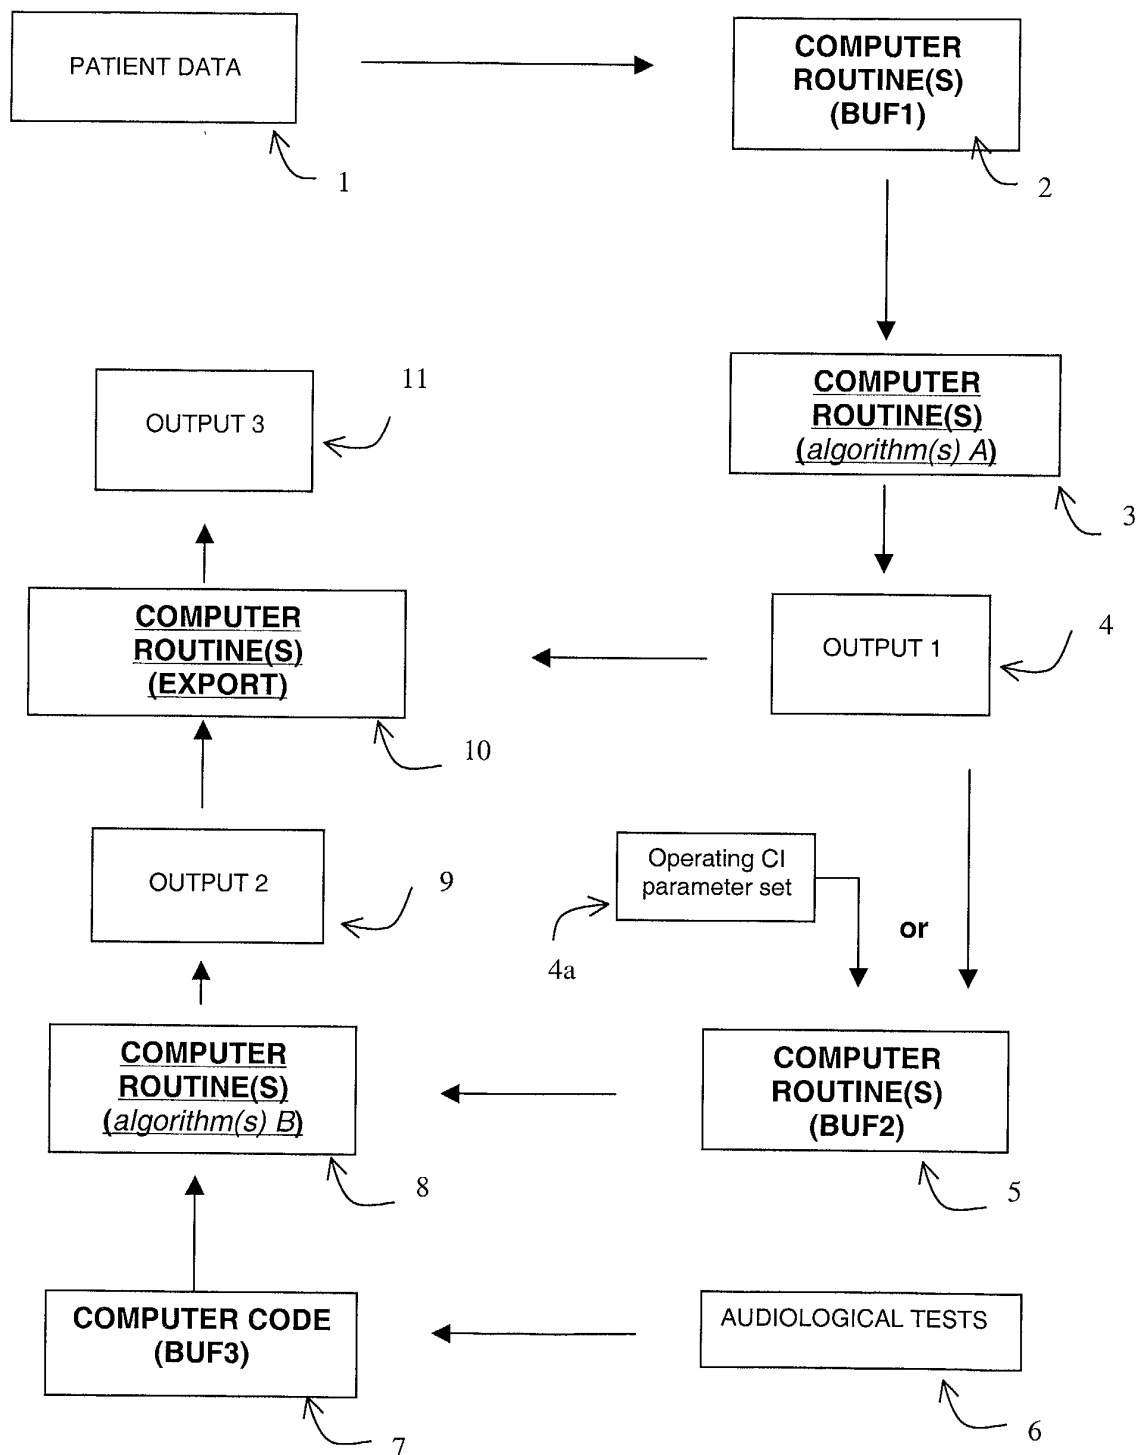 PATIENT DATA
1
COMPUTER
ROUTINE(S)
(BUF1)
2
COMPUTER
ROUTINE(S)
(algorithm(s) A)
3
OUTPUT 3
11
COMPUTER
ROUTINE(S)
(EXPORT)
10
OUTPUT 1
4
OUTPUT 2
9
Operating CI
parameter set
4a
or
COMPUTER
ROUTINE(S)
(algorithm(s) B)
8
COMPUTER
ROUTINE(S)
(BUF2)
5
COMPUTER CODE
(BUF3)
7
AUDIOLOGICAL TESTS
6